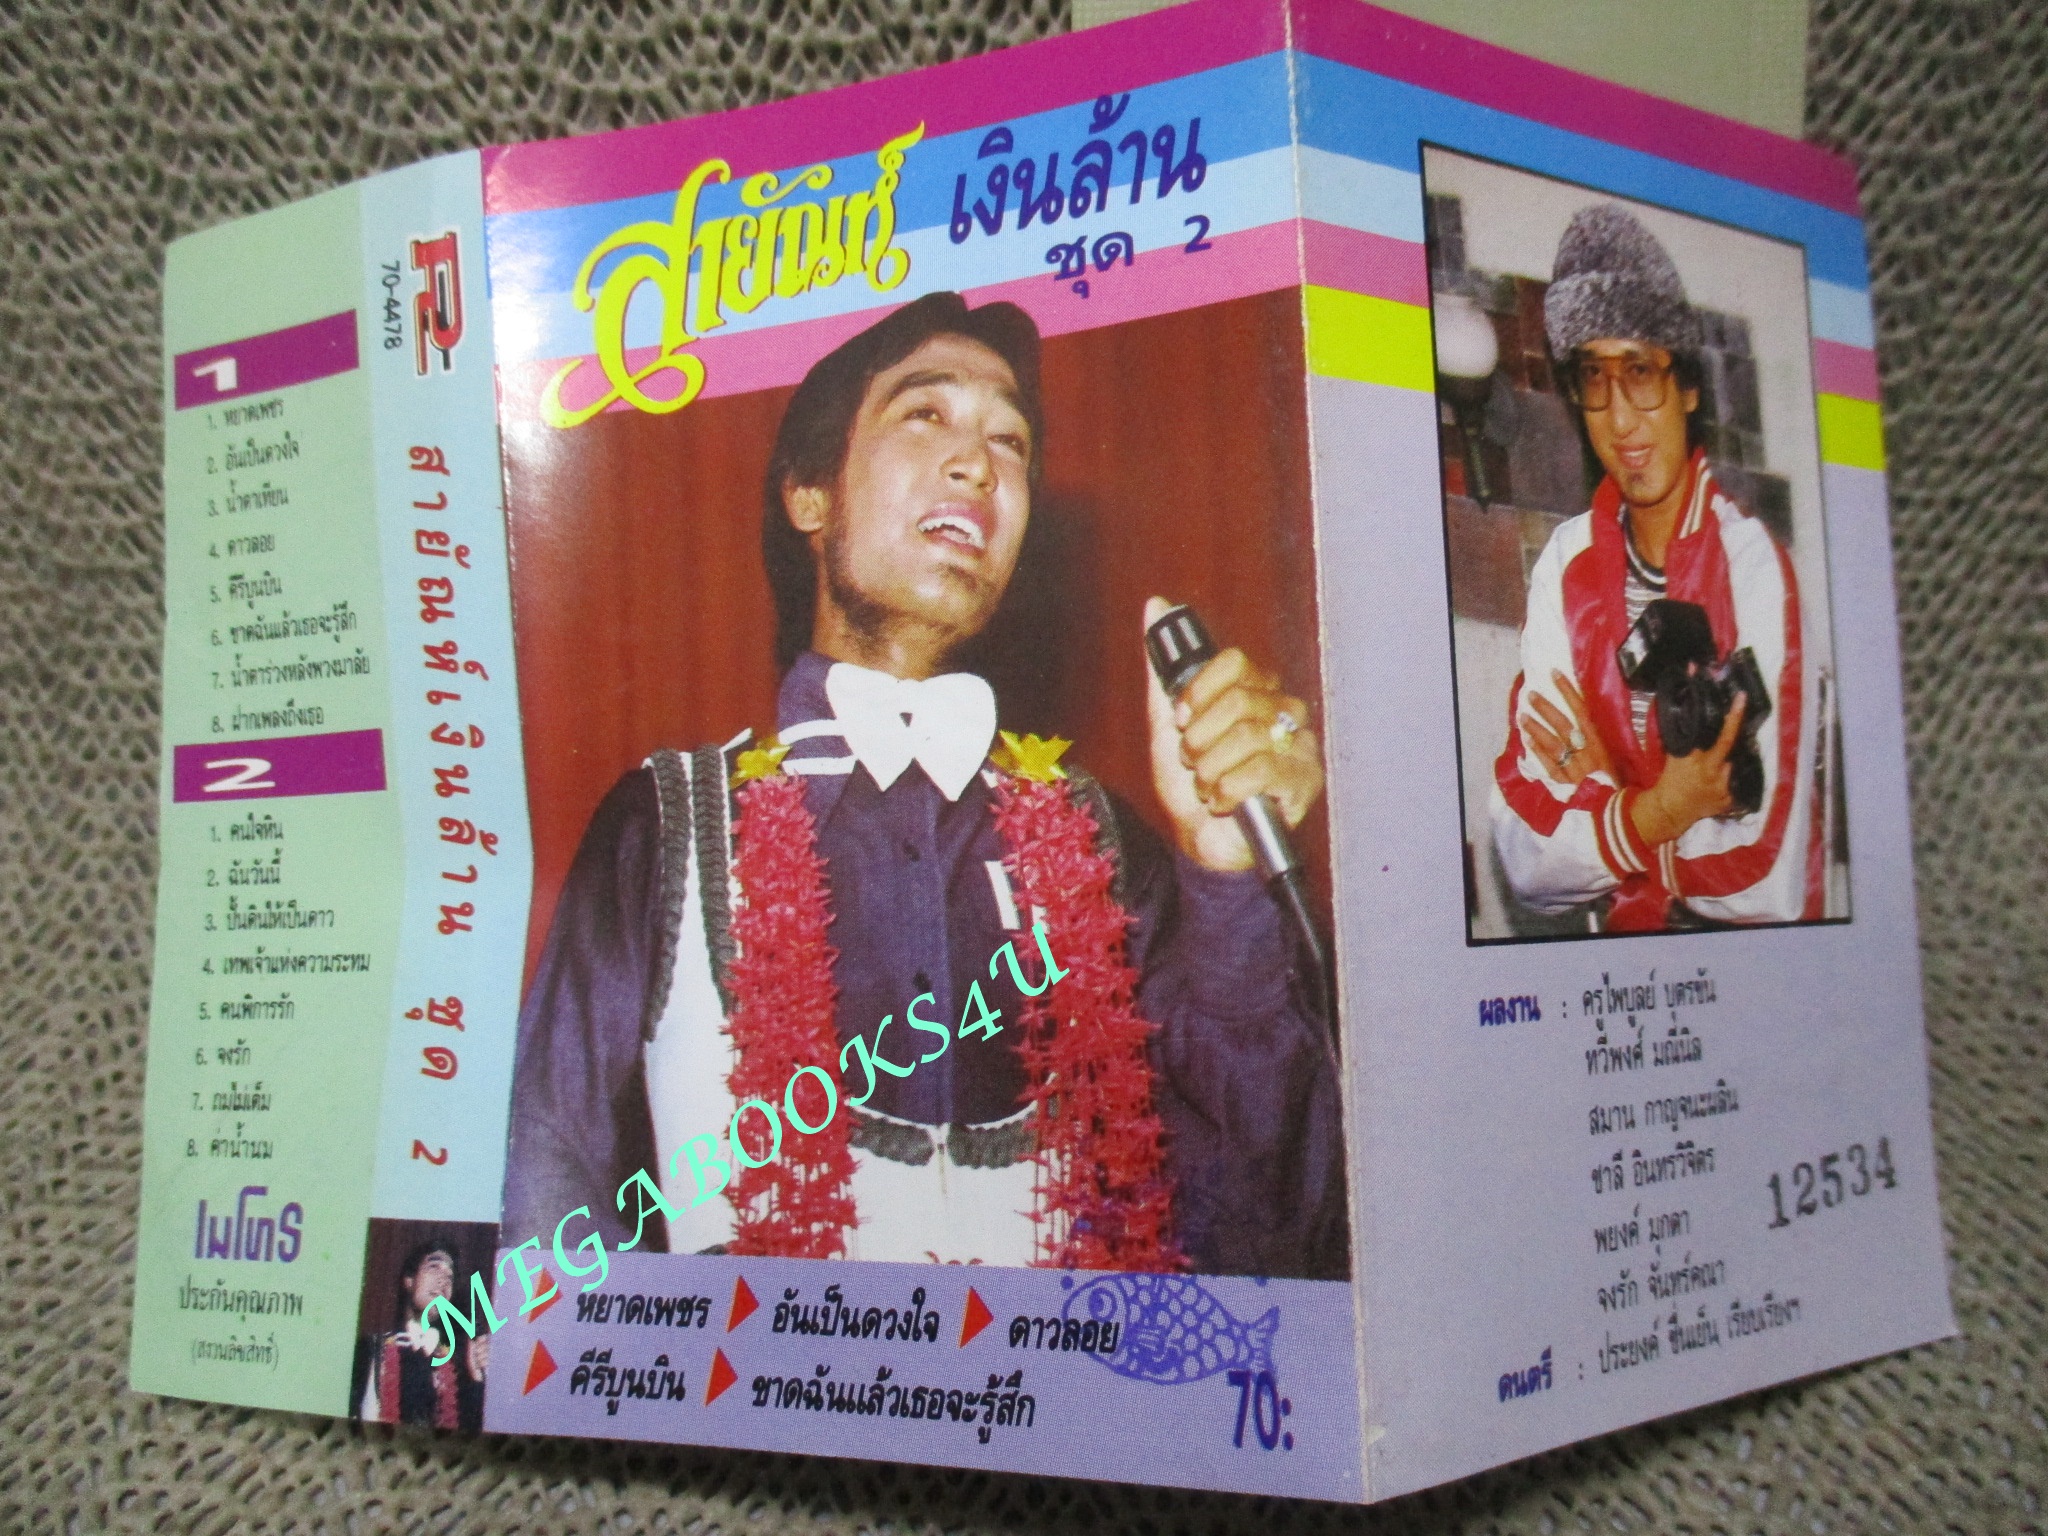 1
1. หยาดเพชร
2. อันเป็นดวงใจ
3. น้ำตาเทียน
4. ดาวลอย
5. คีรีบูนบิน
6. ขาดฉันแล้วเธอจะรู้สึก
7. น้ำตาร่วงหลังพวงมาลัย
8. ฝากเพลงถึงเธอ
2
1. คนใจหิน
2. ฉันวันนี้
3. ปั้นดินให้เป็นดาว
4. เทพเจ้าแห่งความระทม
5. คนพิการรัก
6. จงรัก
7. ถมไม่เต็ม
8. ค่าน้ำนม
เมโทร
ประกันคุณภาพ
(สงวนลิขสิทธิ์)
70-4478
สายัณห์เงินล้าน ชุด 2
สายัณห์ เงินล้าน
ชุด 2
หยาดเพชร อันเป็นดวงใจ ดาวลอย
คีรีบูนบิน ขาดฉันแล้วเธอจะรู้สึก
70:
MEGABOOKS4U
ผลงาน : ครูไพบูลย์ บุตรขัน
ทวีพงศ์ มณีนิล
สมาน กาญจนะผลิน
ชาลี อินทรวิจิตร
พยงค์ มุกดา
จงรัก จันทร์คณา
ดนตรี : ประยงค์ ชื่นเย็น เรียบเรียงฯ
12534